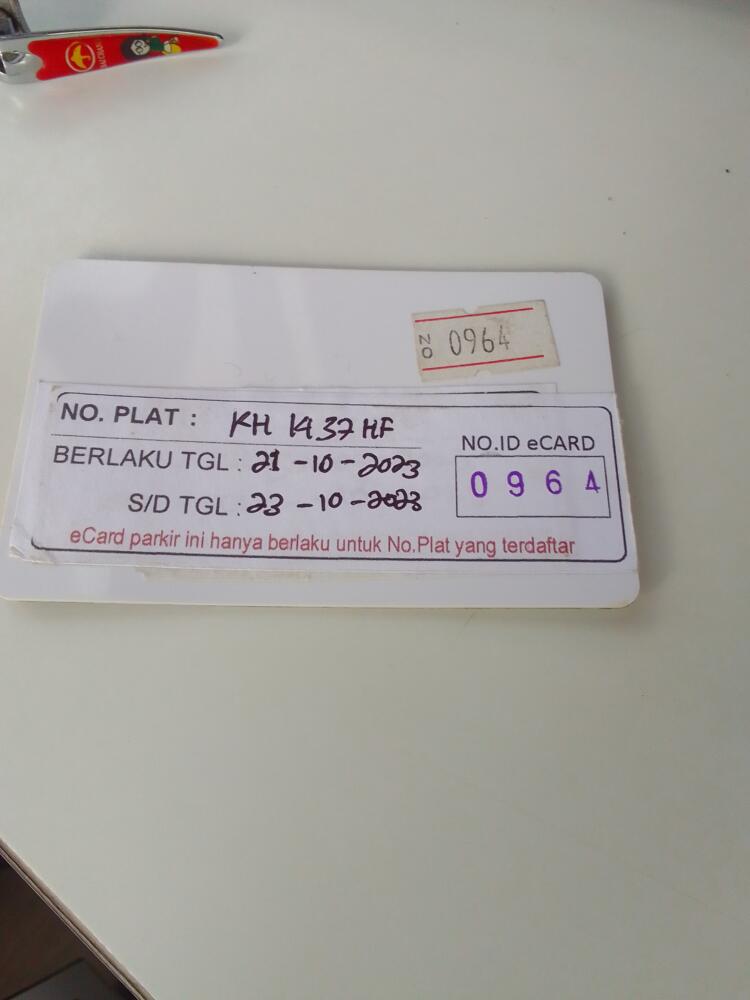 NO 0964
NO. PLAT : KH 1437 HF
BERLAKU TGL : 21 -10 -2023
S/D TGL : 23 -10 -2023
NO.ID eCARD
0 9 6 4
eCard parkir ini hanya berlaku untuk No.Plat yang terdaftar